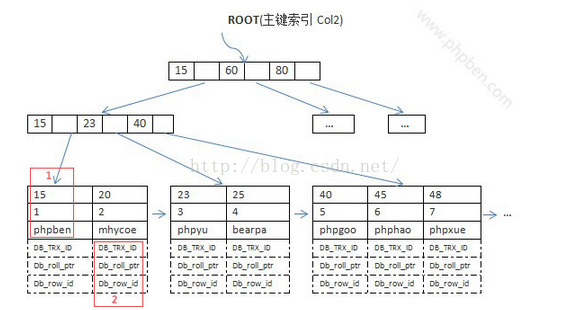 ROOT(主键索引 Col2)
www.phpben.com
15 60 80
15 23 40 ... ...
http://blog.csdn.net/
1
15 20 23 25 40 45 48
1 2 3 4 5 6 7 ...
phpben mhycoe phpyu bearpa phpgoo phphao phpxue
DB_TRX_ID DB_TRX_ID DB_TRX_ID DB_TRX_ID DB_TRX_ID DB_TRX_ID DB_TRX_ID
Db_roll_ptr Db_roll_ptr Db_roll_ptr Db_roll_ptr Db_roll_ptr Db_roll_ptr Db_roll_ptr
Db_row_id Db_row_id Db_row_id Db_row_id Db_row_id Db_row_id Db_row_id
2